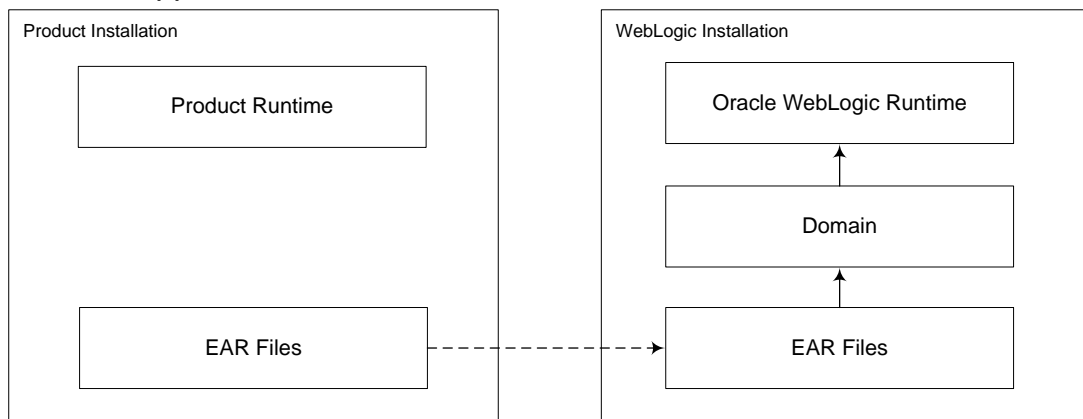 Product Installation
WebLogic Installation
Product Runtime
Oracle WebLogic Runtime
Domain
EAR Files
EAR Files